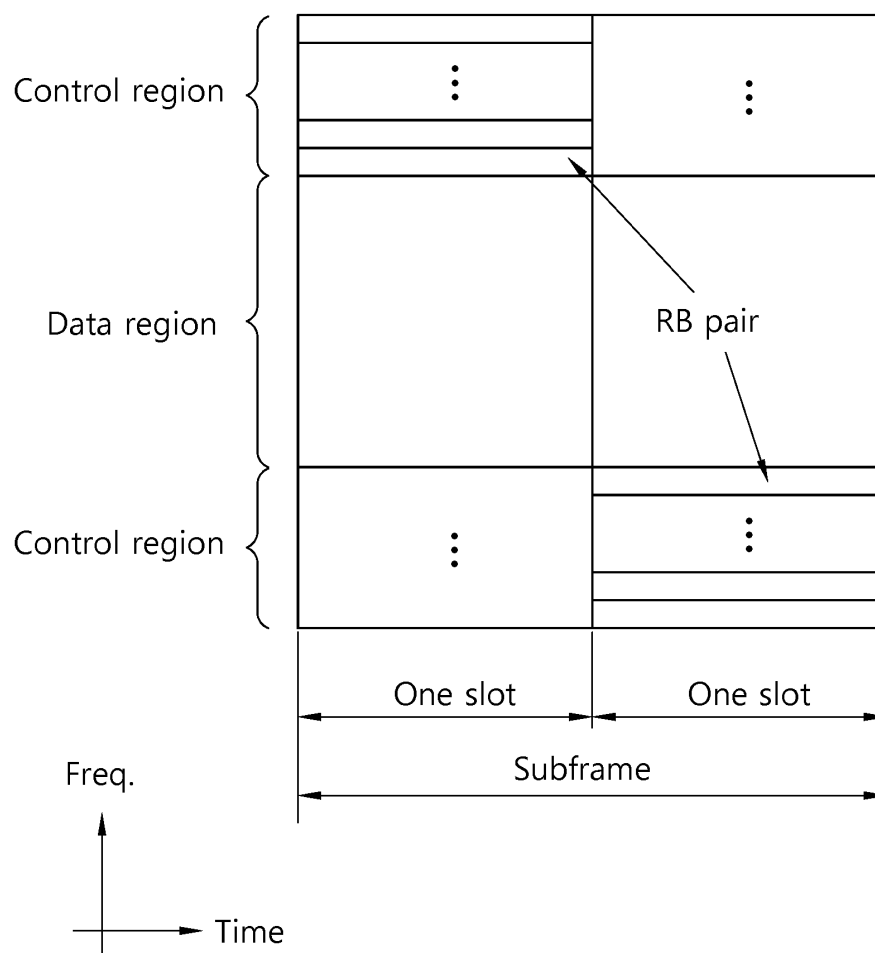 Control region
Data region
RB pair
Control region
One slot
One slot
Subframe
Freq.
Time